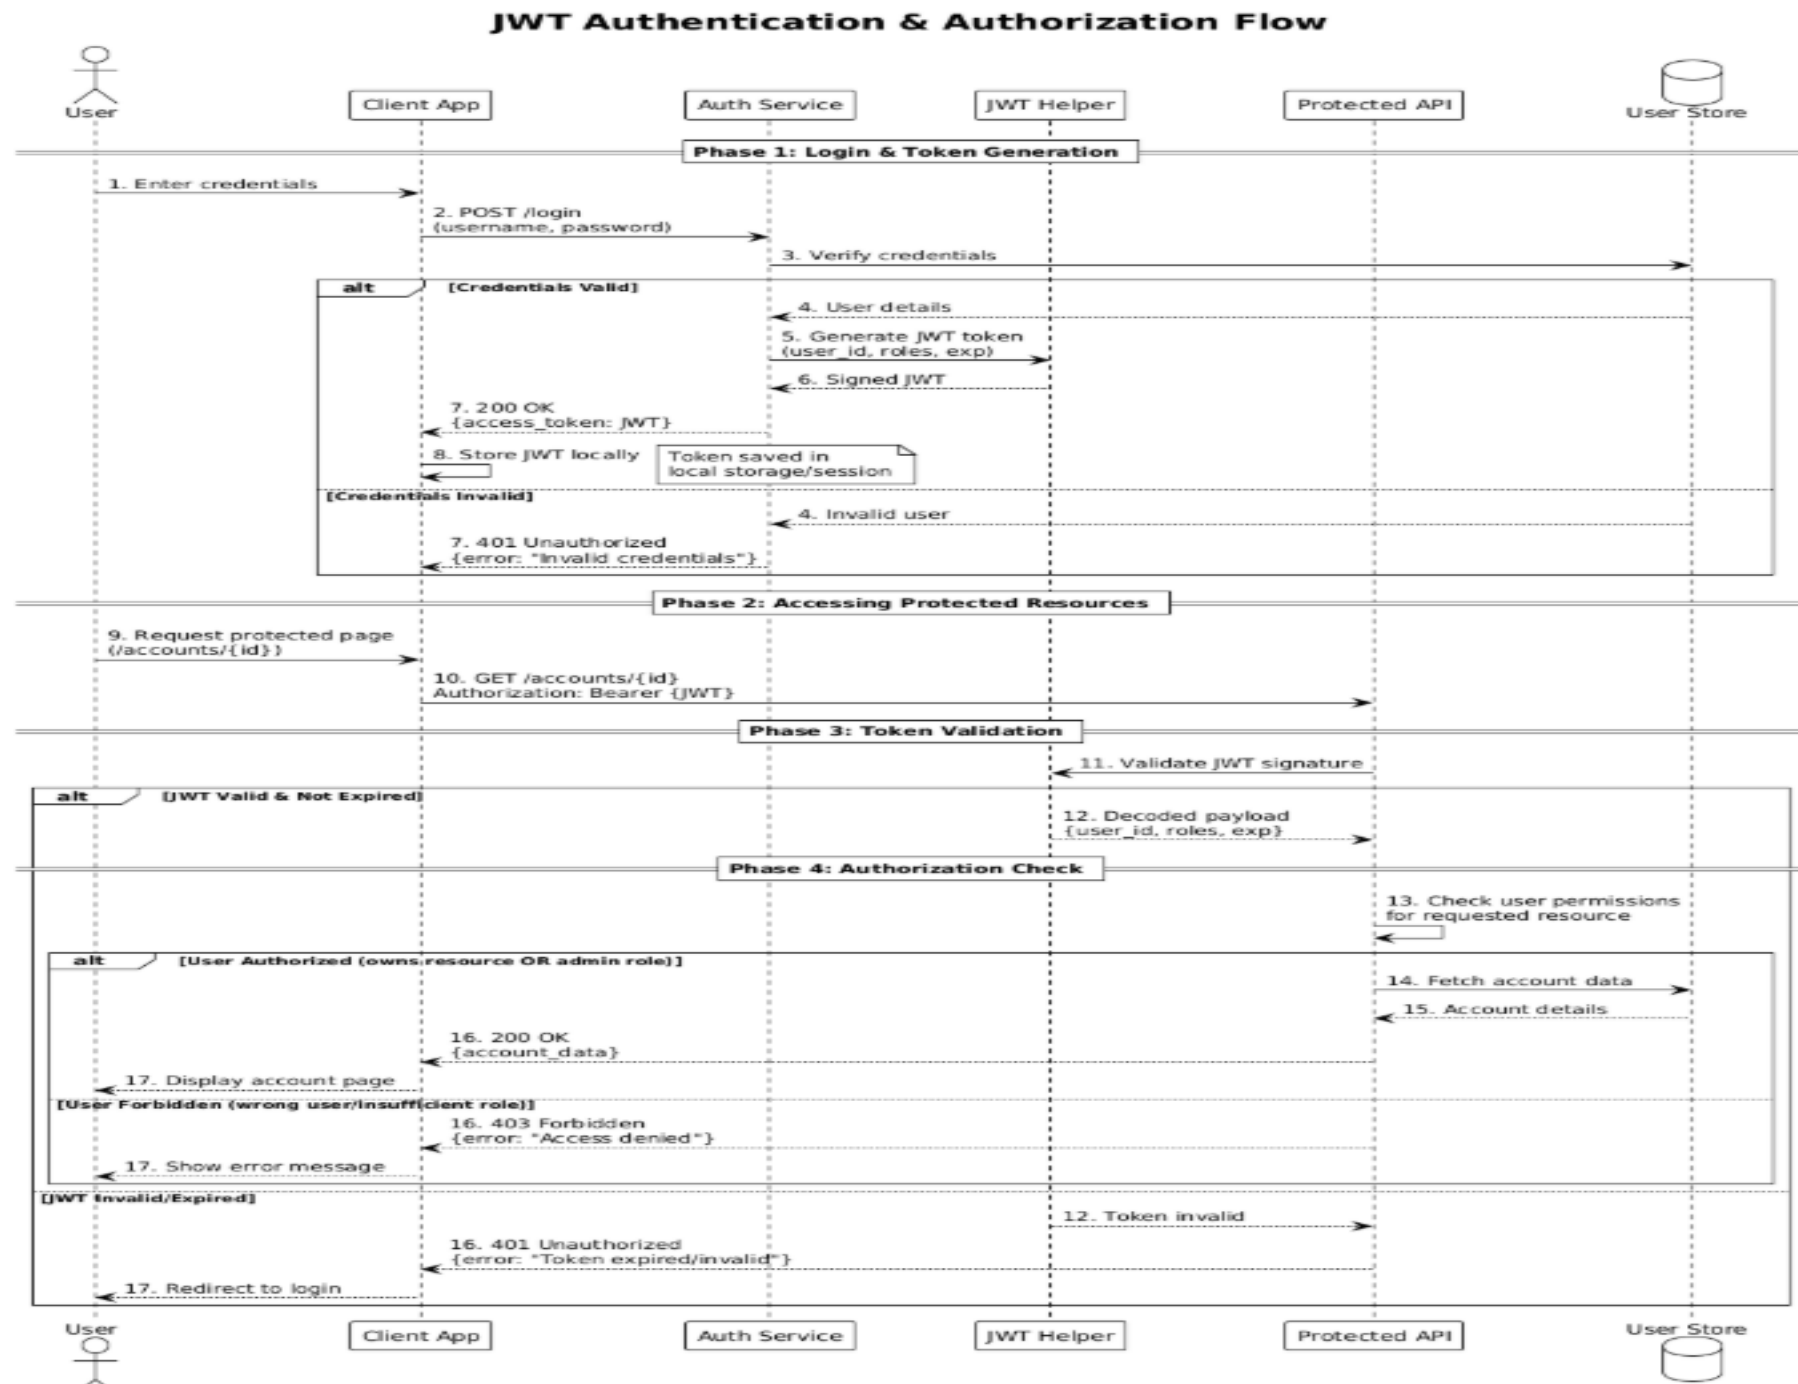 JWT Authentication & Authorization Flow
User
Client App
Auth Service
JWT Helper
Protected API
User Store
Phase 1: Login & Token Generation
1. Enter credentials
2. POST /login
(username, password)
3. Verify credentials
alt
[Credentials Valid]
4. User details
5. Generate JWT token
(user_id, roles, exp)
6. Signed JWT
7. 200 OK
{access_token: JWT}
8. Store JWT locally
Token saved in
local storage/session
[Credentials Invalid]
4. Invalid user
7. 401 Unauthorized
{error: "Invalid credentials"}
Phase 2: Accessing Protected Resources
9. Request protected page
(/accounts/{id})
10. GET /accounts/{id}
Authorization: Bearer {JWT}
Phase 3: Token Validation
11. Validate JWT signature
alt
[JWT Valid & Not Expired]
12. Decoded payload
{user_id, roles, exp}
Phase 4: Authorization Check
13. Check user permissions
for requested resource
alt
[User Authorized (owns resource OR admin role)]
14. Fetch account data
15. Account details
16. 200 OK
{account_data}
17. Display account page
[User Forbidden (wrong user/insufficient role)]
16. 403 Forbidden
{error: "Access denied"}
17. Show error message
[JWT Invalid/Expired]
12. Token invalid
16. 401 Unauthorized
{error: "Token expired/invalid"}
17. Redirect to login
User
Client App
Auth Service
JWT Helper
Protected API
User Store